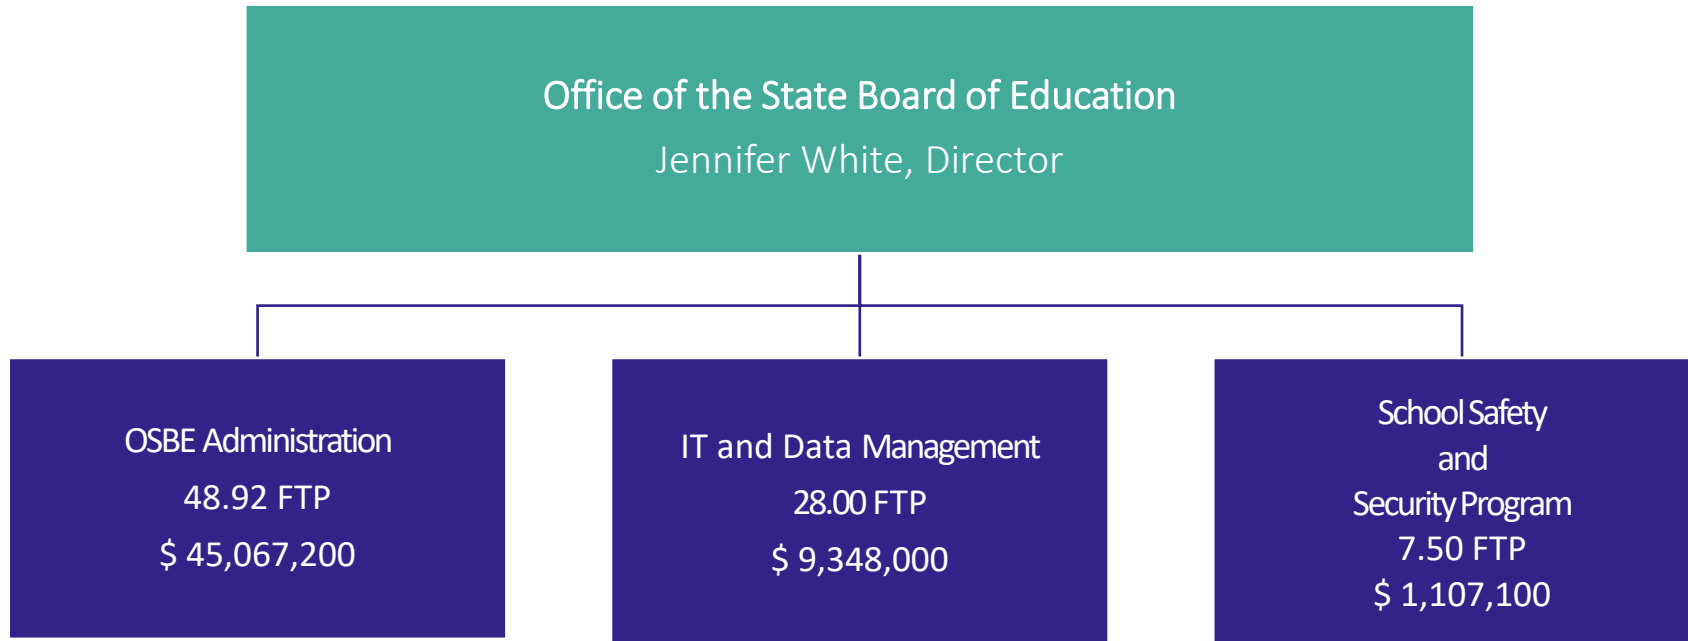 Office of the State Board of Education
Jennifer White, Director
OSBE Administration
48.92 FTP
$ 45,067,200
IT and Data Management
28.00 FTP
$ 9,348,000
School Safety
and
Security Program
7.50 FTP
$ 1,107,100